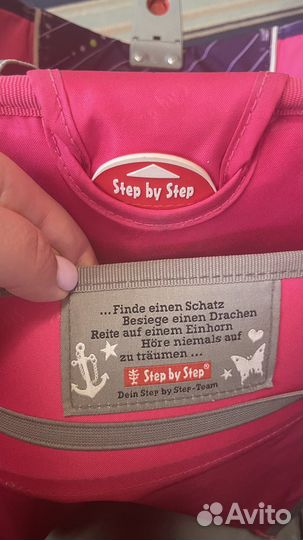 Step by Step
...Finde einen Schatz
Besiege einen Drachen
Reite auf einem Einhorn
Höre niemals auf
zu träumen ...
Step by Step®
Dein Step by Step-Team
Avito